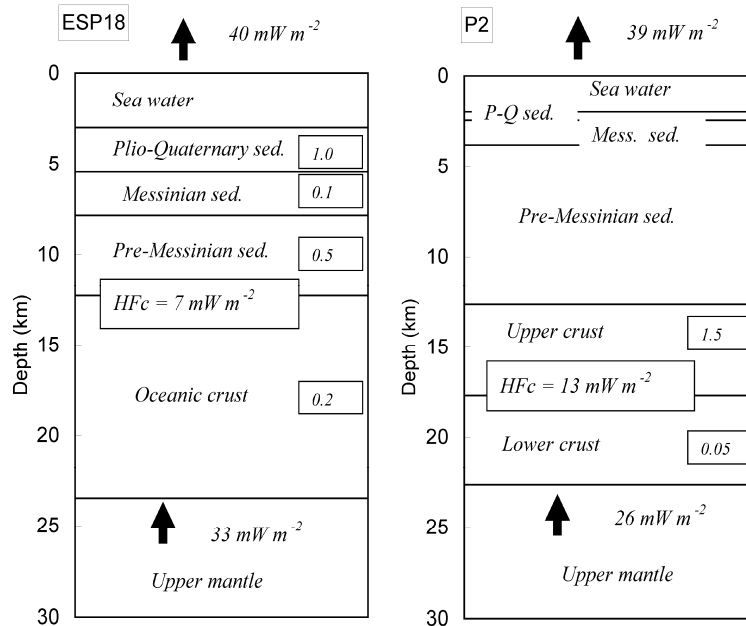 ESP18
40 mW m⁻²
0
Sea water
Plio-Quaternary sed.
1.0
5
Messinian sed.
0.1
Pre-Messinian sed.
0.5
10
HFc = 7 mW m⁻²
Depth (km)
15
Oceanic crust
0.2
20
25
33 mW m⁻²
Upper mantle
30
P2
39 mW m⁻²
0
Sea water
P-Q sed.
Mess. sed.
5
Pre-Messinian sed.
10
Upper crust
1.5
15
Depth (km)
HFc = 13 mW m⁻²
20
Lower crust
0.05
25
26 mW m⁻²
Upper mantle
30